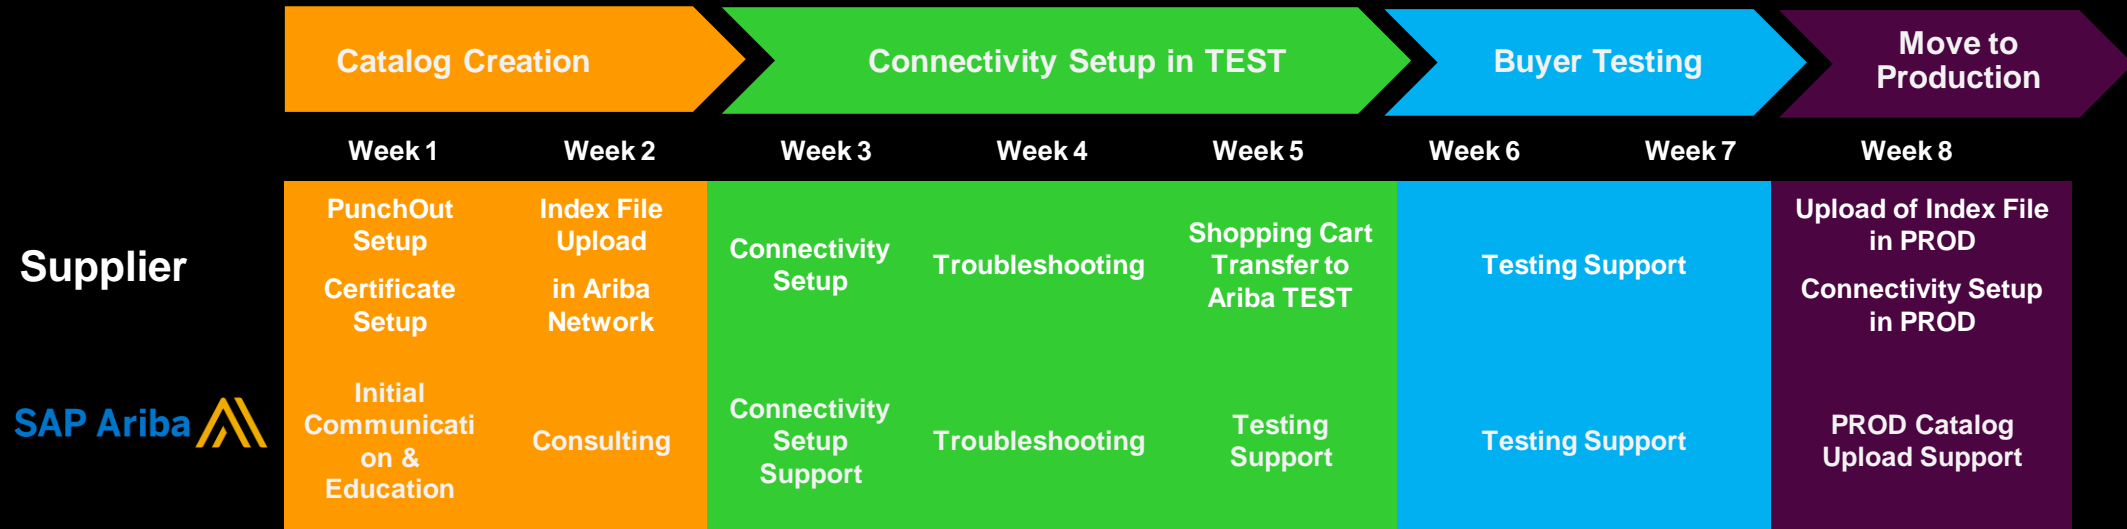 Catalog Creation
Connectivity Setup in TEST
Buyer Testing
Move to
Production
Week 1
Week 2
Week 3
Week 4
Week 5
Week 6
Week 7
Week 8
Supplier
PunchOut
Setup
Certificate
Setup
Index File
Upload
in Ariba
Network
Connectivity
Setup
Troubleshooting
Shopping Cart
Transfer to
Ariba TEST
Testing Support
Upload of Index File
in PROD
Connectivity Setup
in PROD
SAP Ariba
Initial
Communicati
on &
Education
Consulting
Connectivity
Setup
Support
Troubleshooting
Testing
Support
Testing Support
PROD Catalog
Upload Support